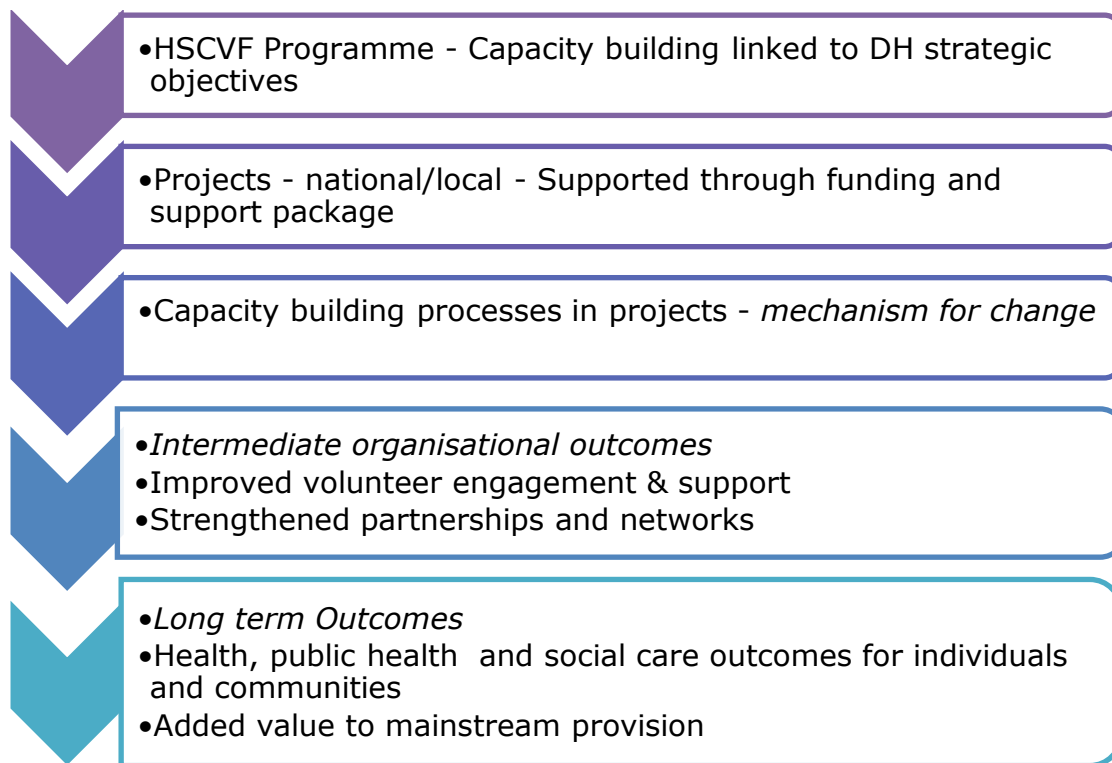 •HSCVF Programme - Capacity building linked to DH strategic
objectives
•Projects - national/local - Supported through funding and
support package
•Capacity building processes in projects - mechanism for change
•Intermediate organisational outcomes
•Improved volunteer engagement & support
•Strengthened partnerships and networks
•Long term Outcomes
•Health, public health  and social care outcomes for individuals
and communities
•Added value to mainstream provision